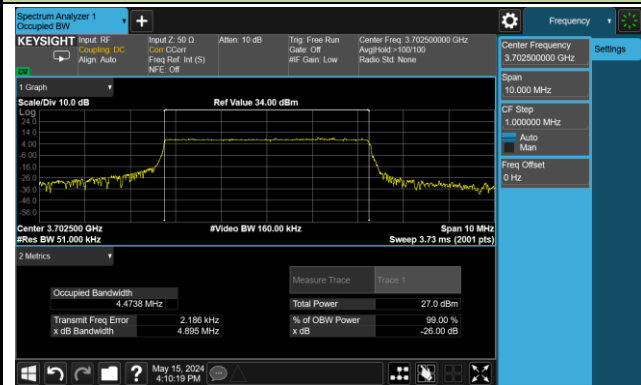 Spectrum Analyzer 1
Occupied BW
Frequency
KEYSIGHT
Input: RF
Coupling: DC
Align: Auto
Input Z: 50 Ω
Corr CCorr
Freq Ref: Int (S)
NFE: Off
Atten: 10 dB
Trig: Free Run
Gate: Off
#IF Gain: Low
Center Freq: 3.702500000 GHz
Avg|Hold:>100/100
Radio Std: None
Center Frequency
3.702500000 GHz
Settings
Span
10.000 MHz
CF Step
1.000000 MHz
Auto
Man
Freq Offset
0 Hz
1 Graph
Scale/Div 10.0 dB
Ref Value 34.00 dBm
Log
24.0
14.0
4.00
-6.00
-16.0
-26.0
-36.0
-46.0
-56.0
Center 3.702500 GHz
#Video BW 160.00 kHz
Span 10 MHz
#Res BW 51.000 kHz
Sweep 3.73 ms (2001 pts)
2 Metrics
Measure Trace
Trace 1
Occupied Bandwidth
4.4738 MHz
Total Power
27.0 dBm
Transmit Freq Error
2.186 kHz
% of OBW Power
99.00 %
x dB Bandwidth
4.895 MHz
x dB
-26.00 dB
May 15, 2024
4:10:19 PM